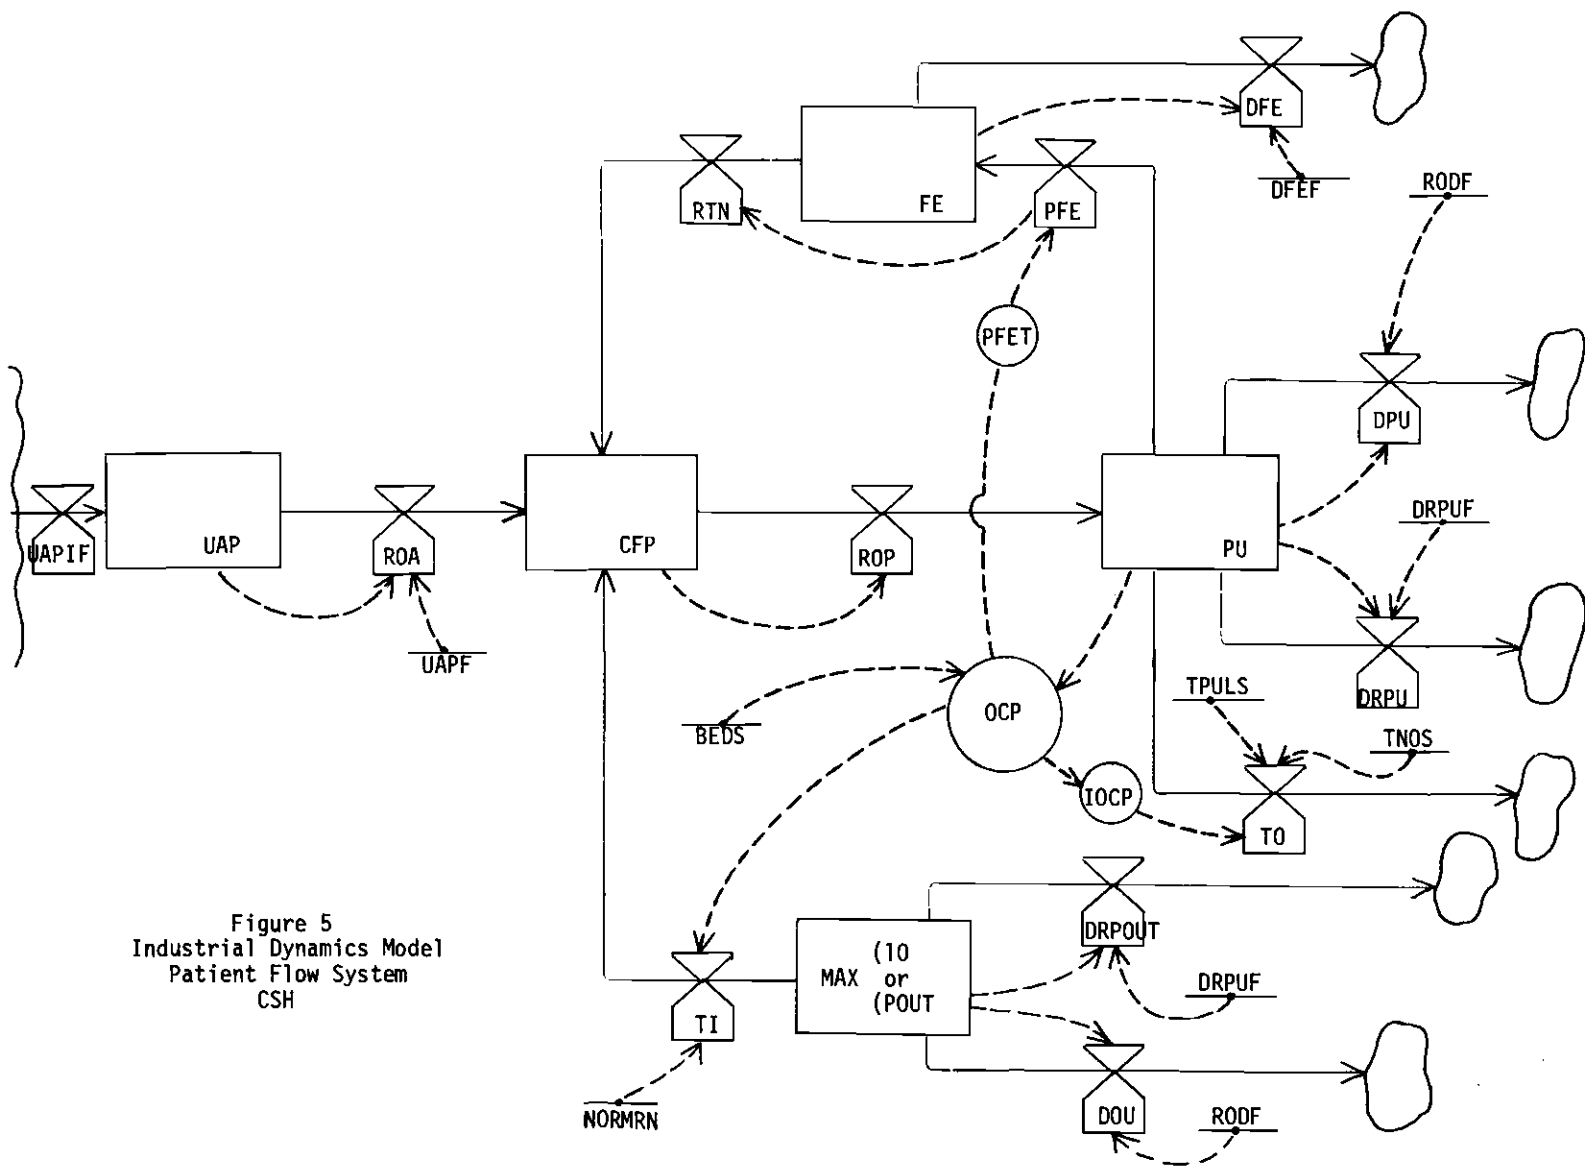 DFE
DFEF
RODF
RTN
FE
PFE
PFET
DPU
UAPIF
UAP
ROA
CFP
ROP
PU
DRPUF
UAPF
DRPU
BEDS
OCP
TPULS
TNOS
IOCP
TO
Figure 5
Industrial Dynamics Model
Patient Flow System
CSH
MAX (10
or
(POUT
DRPOUT
DRPUF
TI
NORMRN
DOU
RODF